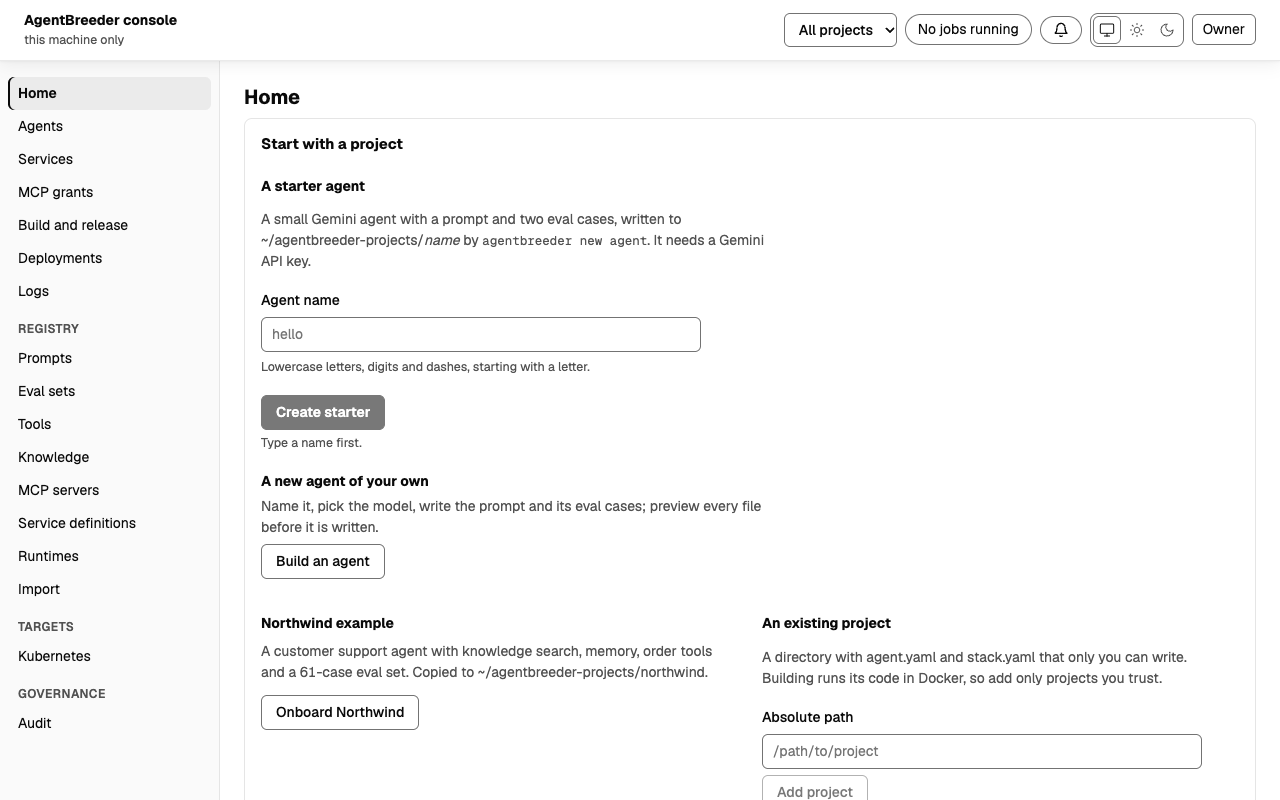 AgentBreeder console
this machine only
All projects
No jobs running
Owner
Home
Agents
Services
MCP grants
Build and release
Deployments
Logs
REGISTRY
Prompts
Eval sets
Tools
Knowledge
MCP servers
Service definitions
Runtimes
Import
TARGETS
Kubernetes
GOVERNANCE
Audit
Home
Start with a project
A starter agent
A small Gemini agent with a prompt and two eval cases, written to
~/agentbreeder-projects/name by agentbreeder new agent. It needs a Gemini
API key.
Agent name
hello
Lowercase letters, digits and dashes, starting with a letter.
Create starter
Type a name first.
A new agent of your own
Name it, pick the model, write the prompt and its eval cases; preview every file
before it is written.
Build an agent
Northwind example
A customer support agent with knowledge search, memory, order tools
and a 61-case eval set. Copied to ~/agentbreeder-projects/northwind.
Onboard Northwind
An existing project
A directory with agent.yaml and stack.yaml that only you can write.
Building runs its code in Docker, so add only projects you trust.
Absolute path
/path/to/project
Add project